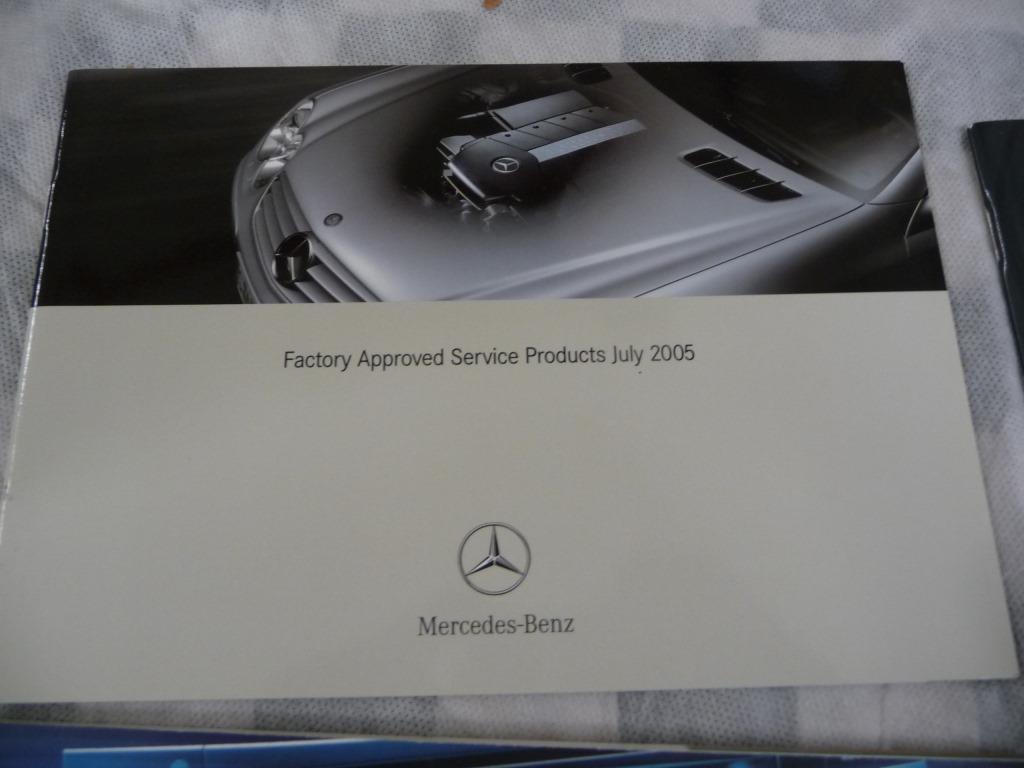 Factory Approved Service Products July 2005
Mercedes-Benz